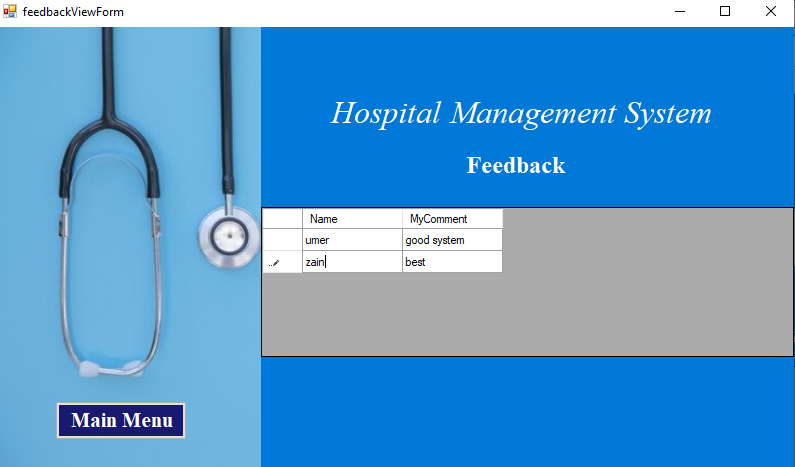 feedbackViewForm
Hospital Management System
Feedback
Name MyComment
umer good system
zain best
Main Menu